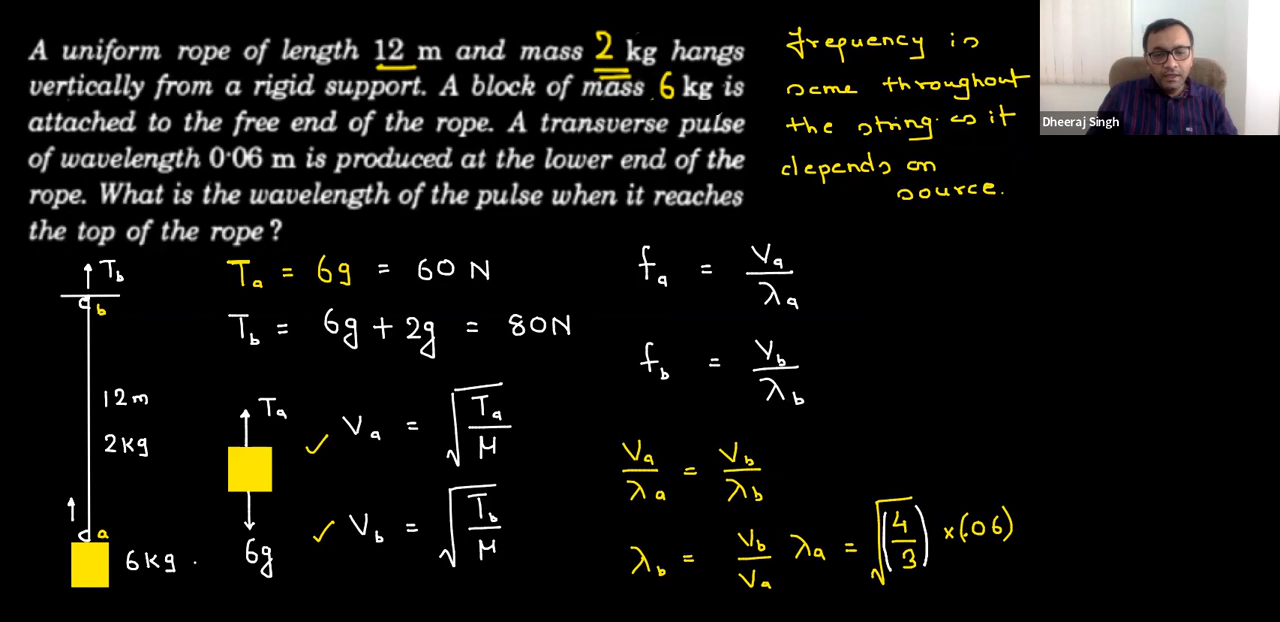 A uniform rope of length 12 m and mass 2 kg hangs
vertically from a rigid support. A block of mass 6 kg is
attached to the free end of the rope. A transverse pulse
of wavelength 0·06 m is produced at the lower end of the
rope. What is the wavelength of the pulse when it reaches
the top of the rope ?
frequency is
same throughout
the string as it
depends on
source.
Dheeraj Singh
T_b
b
12m
2kg
a
6kg .
T_a = 6g = 60 N
T_b = 6g + 2g = 80N
T_a
6g
✓ V_a = √(T_a/μ)
✓ V_b = √(T_b/μ)
f_a = V_a/λ_a
f_b = V_b/λ_b
V_a/λ_a = V_b/λ_b
λ_b = V_b/V_a λ_a = √(4/3) × (.06)